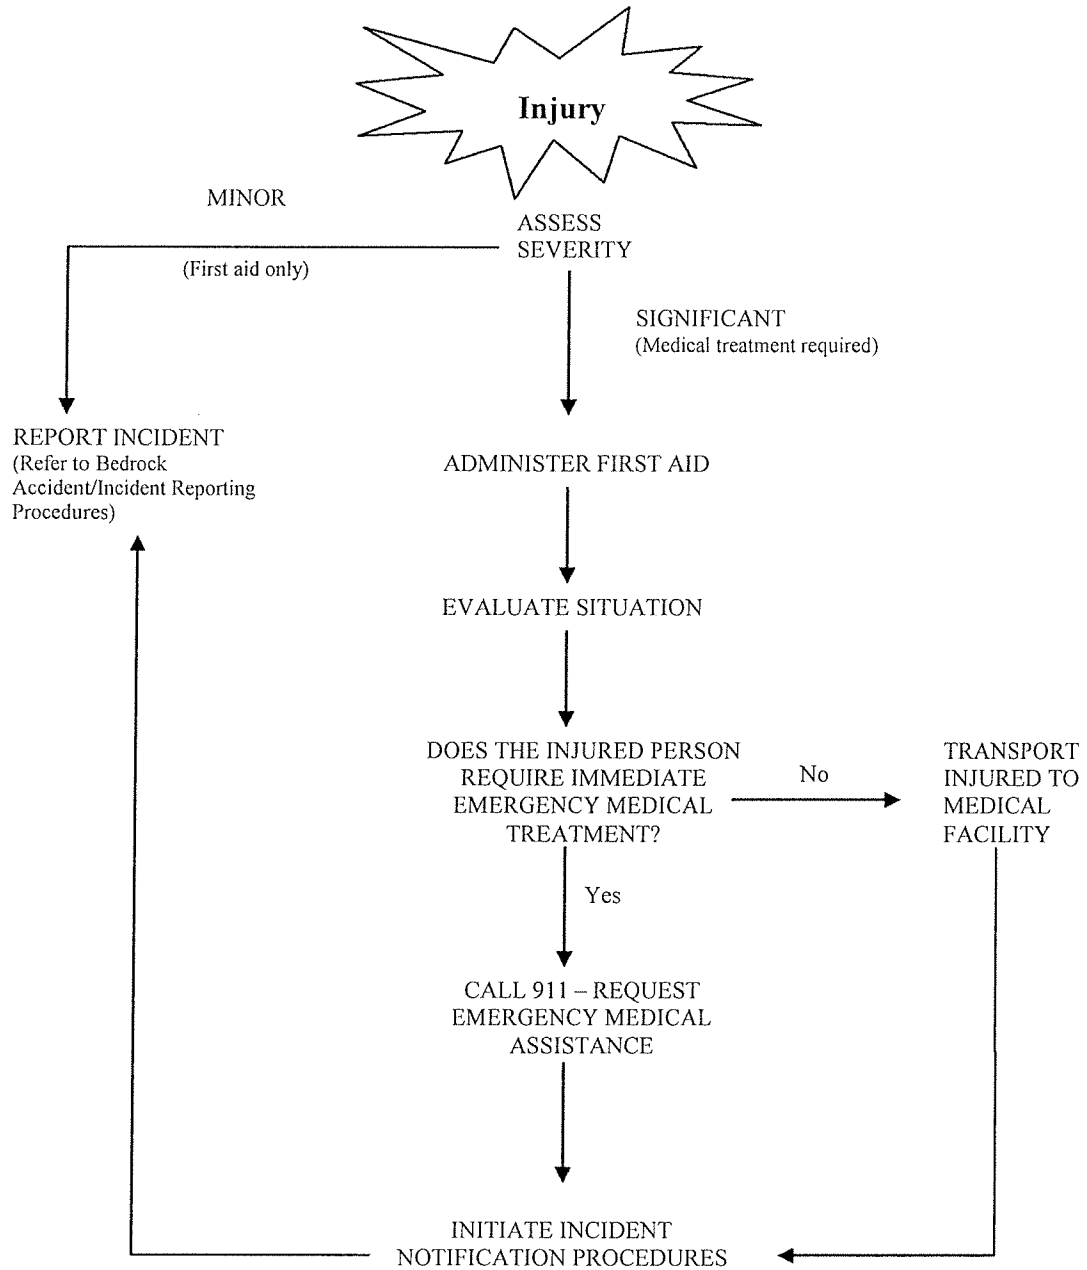 Injury
MINOR
ASSESS
SEVERITY
(First aid only)
SIGNIFICANT
(Medical treatment required)
REPORT INCIDENT
(Refer to Bedrock
Accident/Incident Reporting
Procedures)
ADMINISTER FIRST AID
EVALUATE SITUATION
DOES THE INJURED PERSON
REQUIRE IMMEDIATE
EMERGENCY MEDICAL
TREATMENT?
No
TRANSPORT
INJURED TO
MEDICAL
FACILITY
Yes
CALL 911 – REQUEST
EMERGENCY MEDICAL
ASSISTANCE
INITIATE INCIDENT
NOTIFICATION PROCEDURES